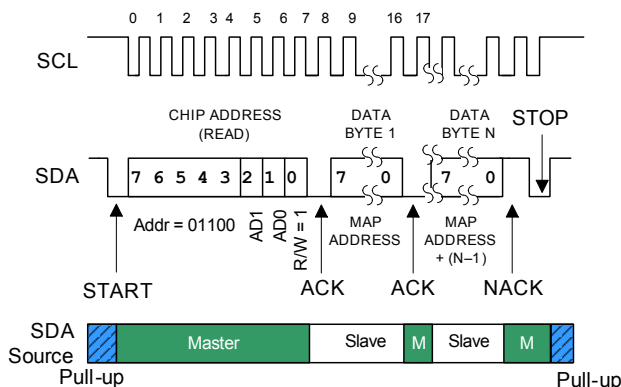 0 1 2 3 4 5 6 7 8 9 16 17
SCL
CHIP ADDRESS
(READ)
DATA
BYTE 1
DATA
BYTE N
STOP
SDA
7 6 5 4 3 2 1 0
7 0
7 0
Addr = 01100
AD1
AD0
R/W = 1
MAP
ADDRESS
MAP
ADDRESS
+ (N–1)
START
ACK
ACK
NACK
SDA
Source
Master
Slave
M
Slave
M
Pull-up
Pull-up